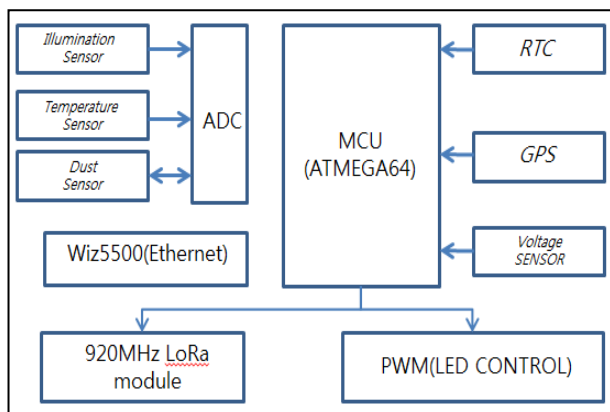 Illumination
Sensor
Temperature
Sensor
Dust
Sensor
ADC
Wiz5500(Ethernet)
MCU
(ATMEGA64)
RTC
GPS
Voltage
SENSOR
920MHz LoRa
module
PWM(LED CONTROL)